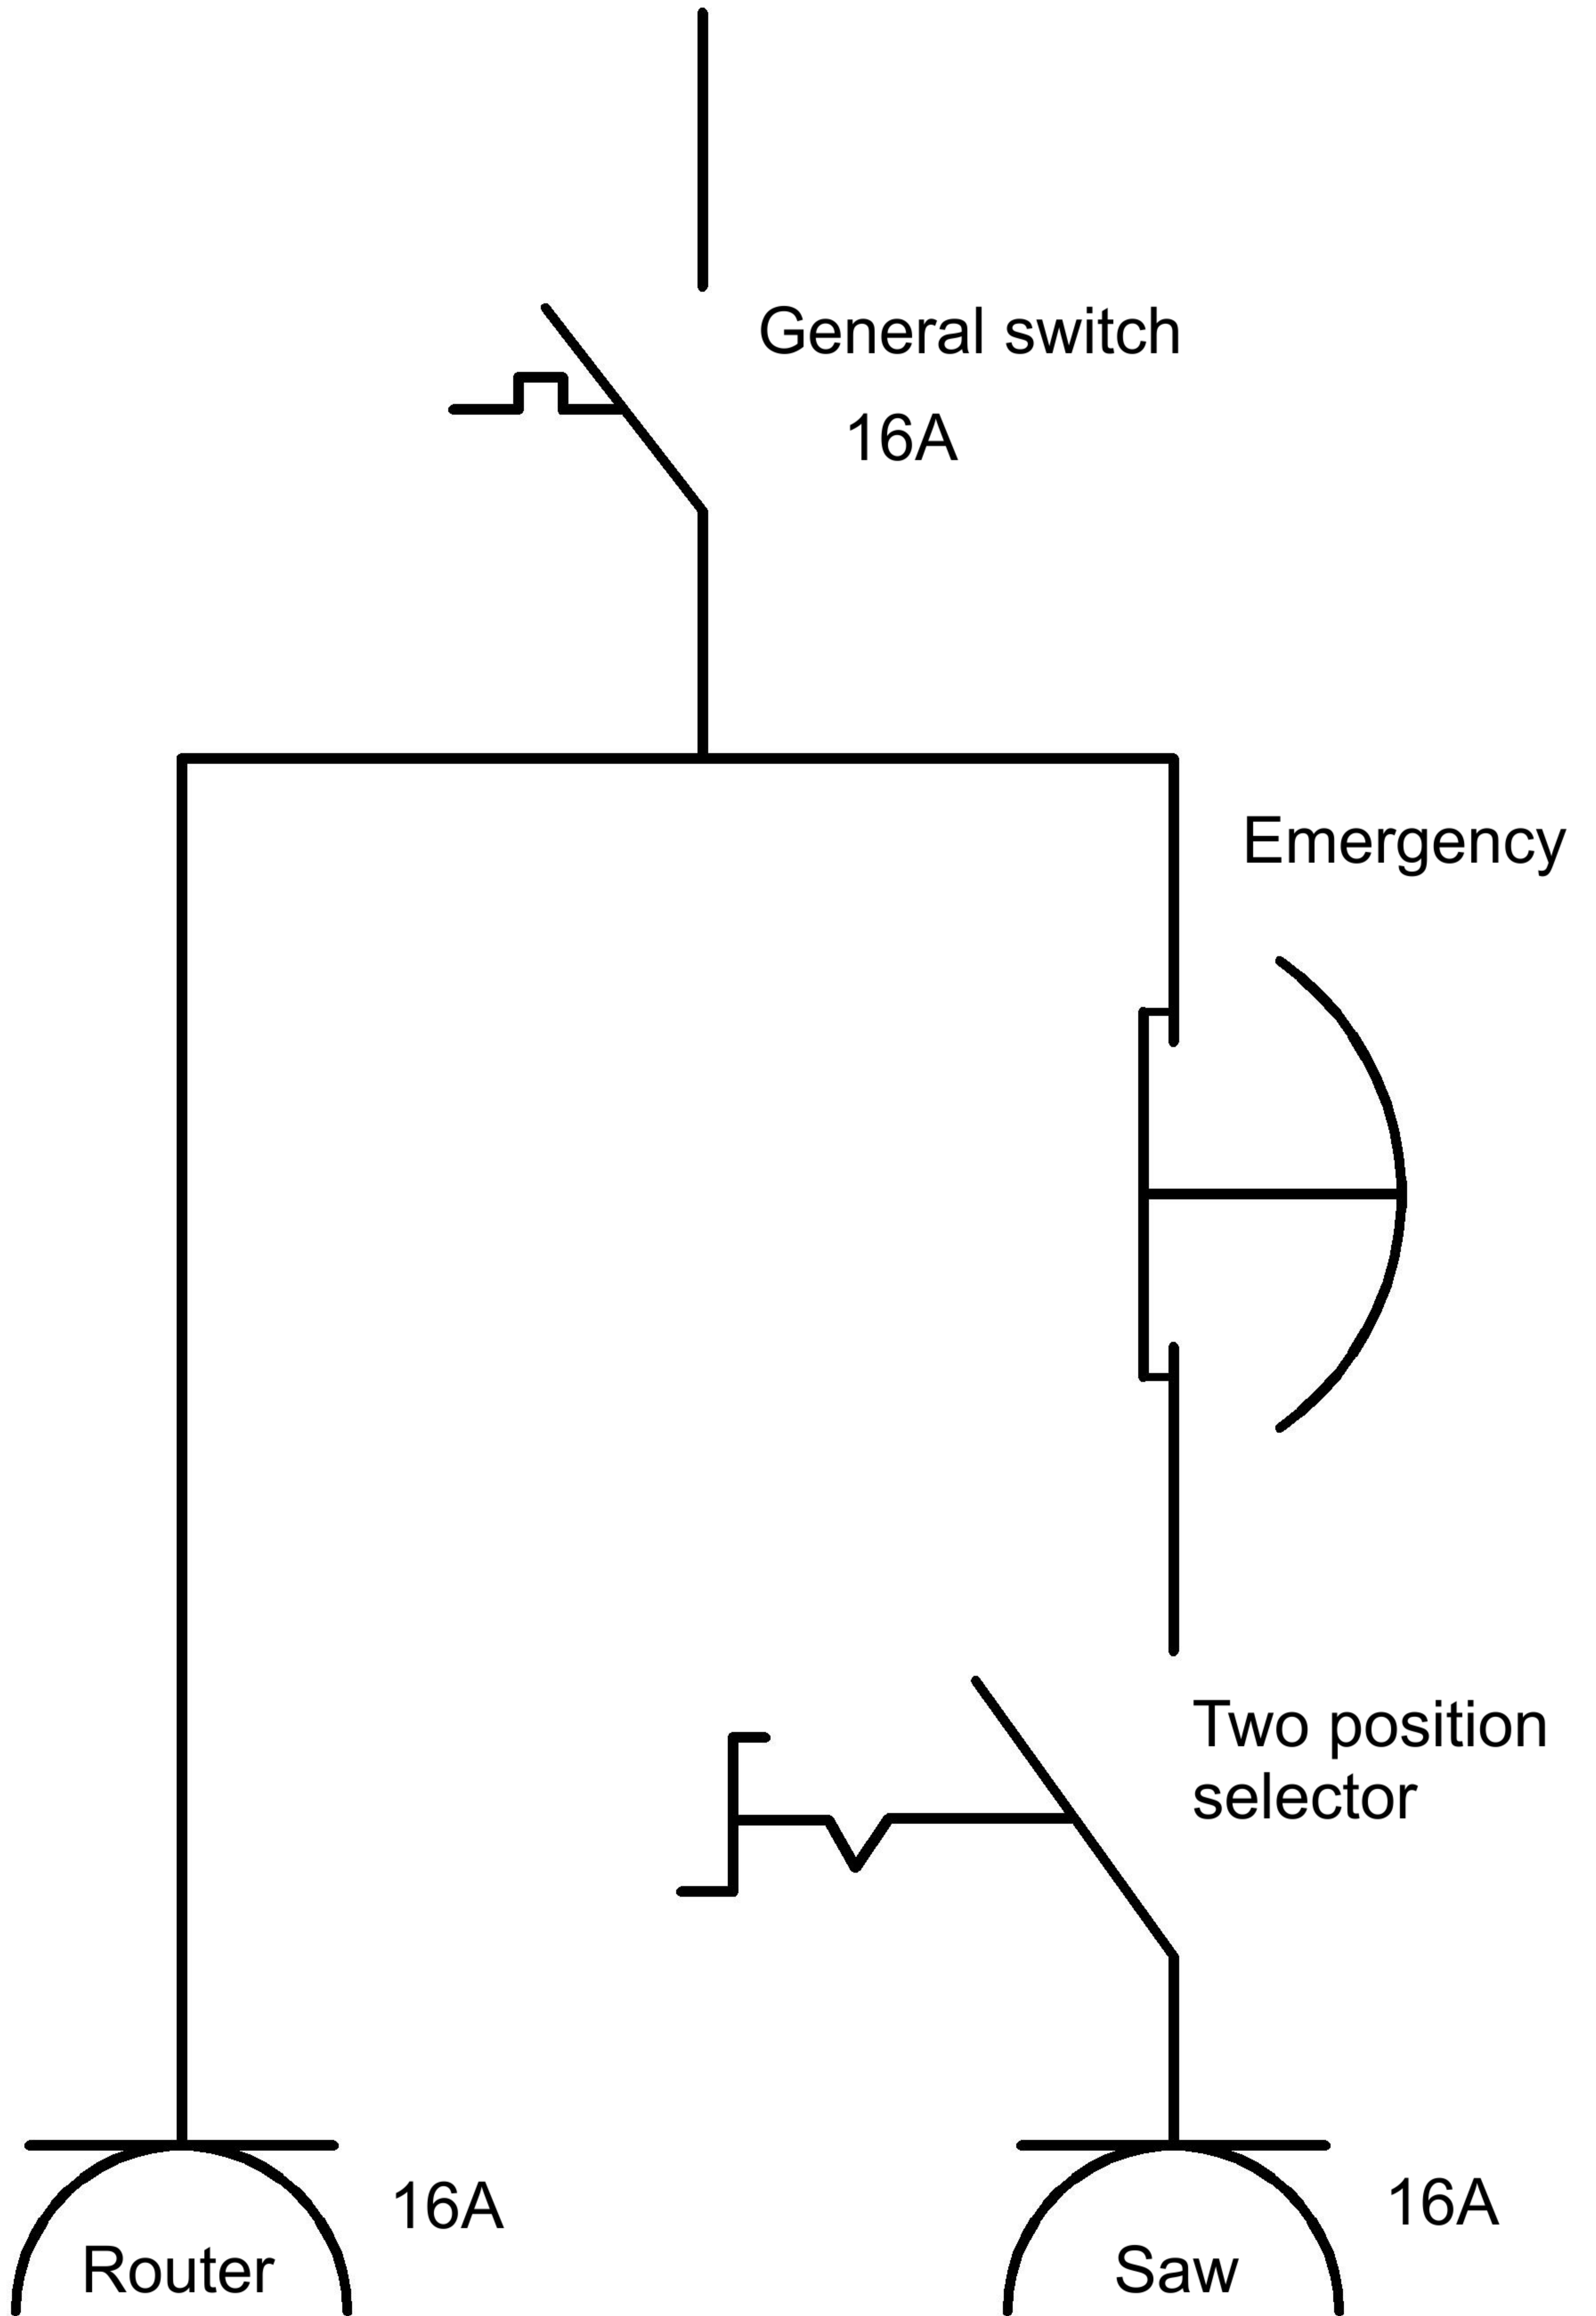 General switch
16A
Emergency
Two position
selector
16A
Router
16A
Saw